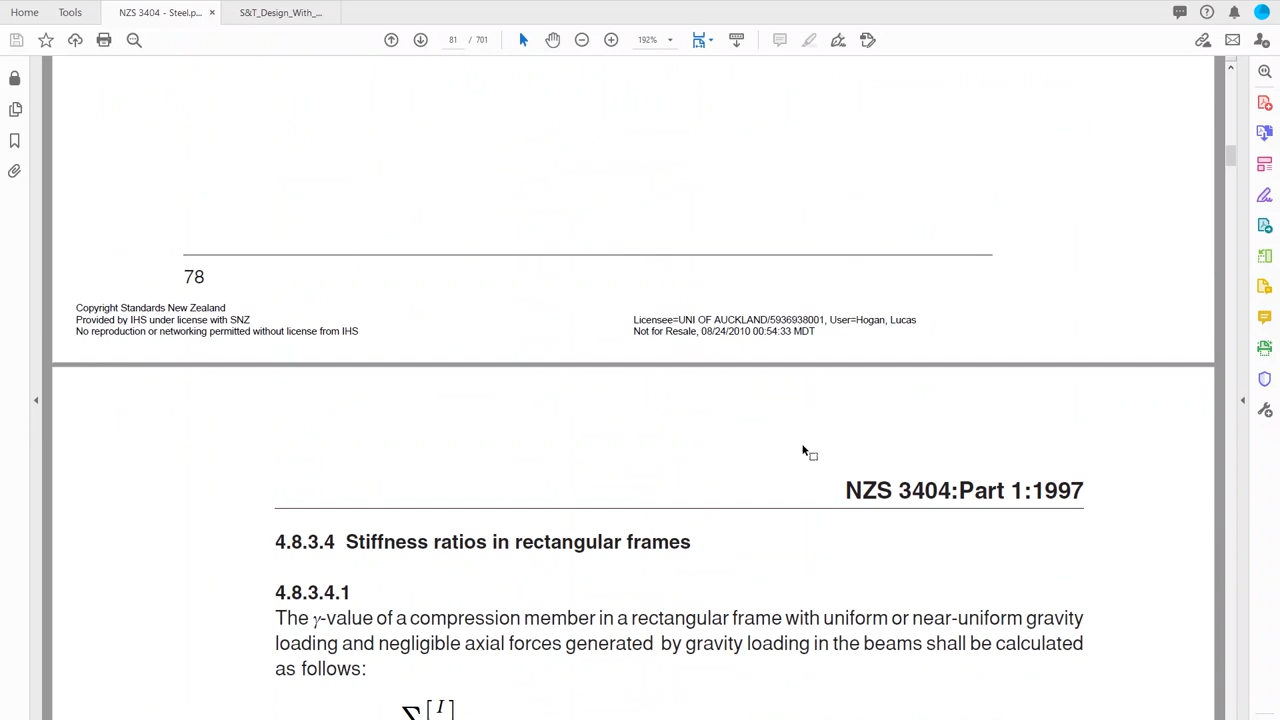 Home Tools NZS 3404 - Steel.p... × S&T_Design_With_...
81 / 701 192%
78
Copyright Standards New Zealand
Provided by IHS under license with SNZ
No reproduction or networking permitted without license from IHS
Licensee=UNI OF AUCKLAND/5936938001, User=Hogan, Lucas
Not for Resale, 08/24/2010 00:54:33 MDT
NZS 3404:Part 1:1997
4.8.3.4 Stiffness ratios in rectangular frames
4.8.3.4.1
The γ-value of a compression member in a rectangular frame with uniform or near-uniform gravity
loading and negligible axial forces generated by gravity loading in the beams shall be calculated
as follows:
Σ[I]